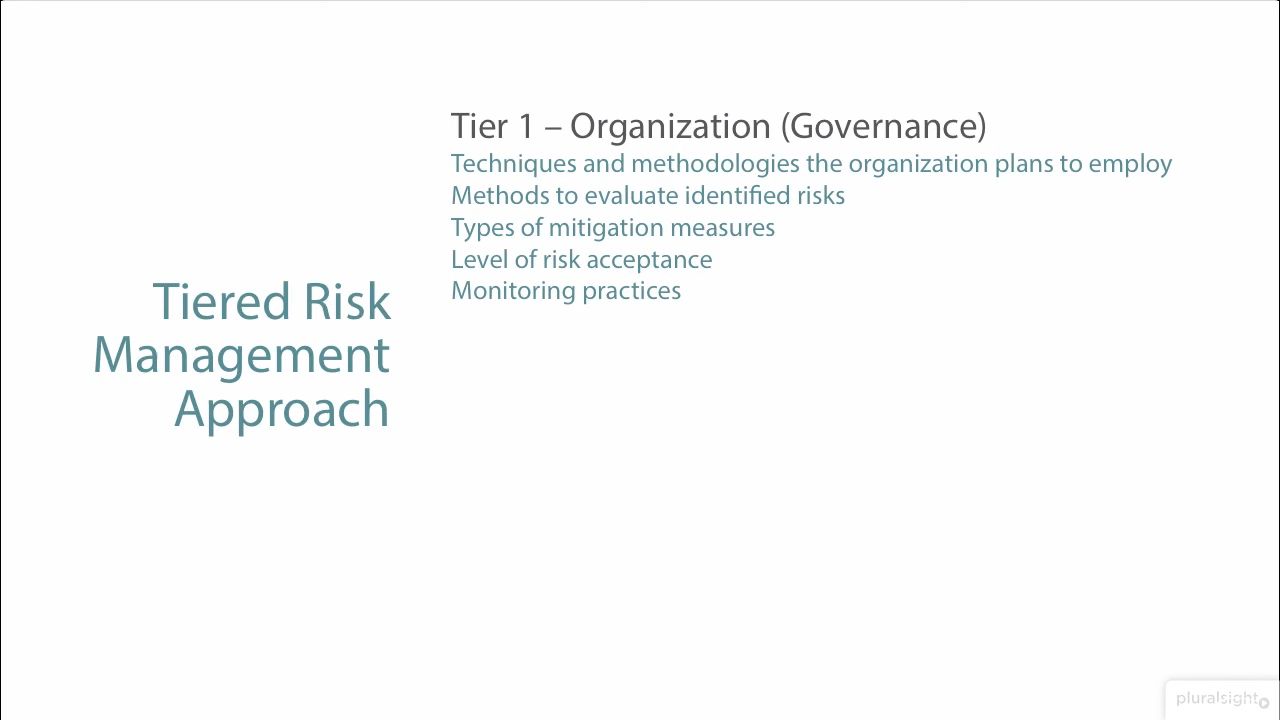 Tiered Risk
Management
Approach
Tier 1 – Organization (Governance)
Techniques and methodologies the organization plans to employ
Methods to evaluate identified risks
Types of mitigation measures
Level of risk acceptance
Monitoring practices
pluralsight